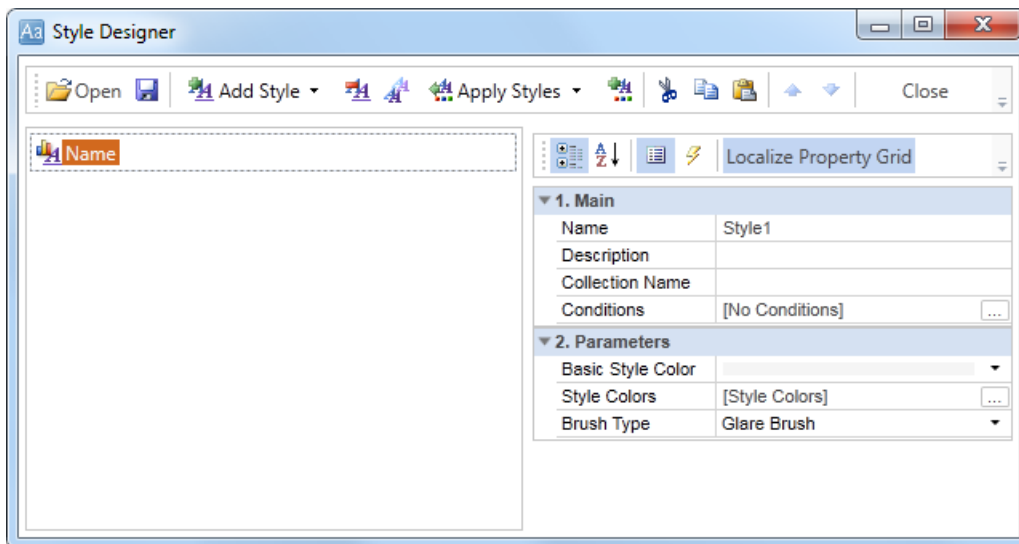 Aa Style Designer
Open Add Style Apply Styles Close
Name
A Z Localize Property Grid
1. Main
Name Style1
Description
Collection Name
Conditions [No Conditions] ...
2. Parameters
Basic Style Color
Style Colors [Style Colors] ...
Brush Type Glare Brush